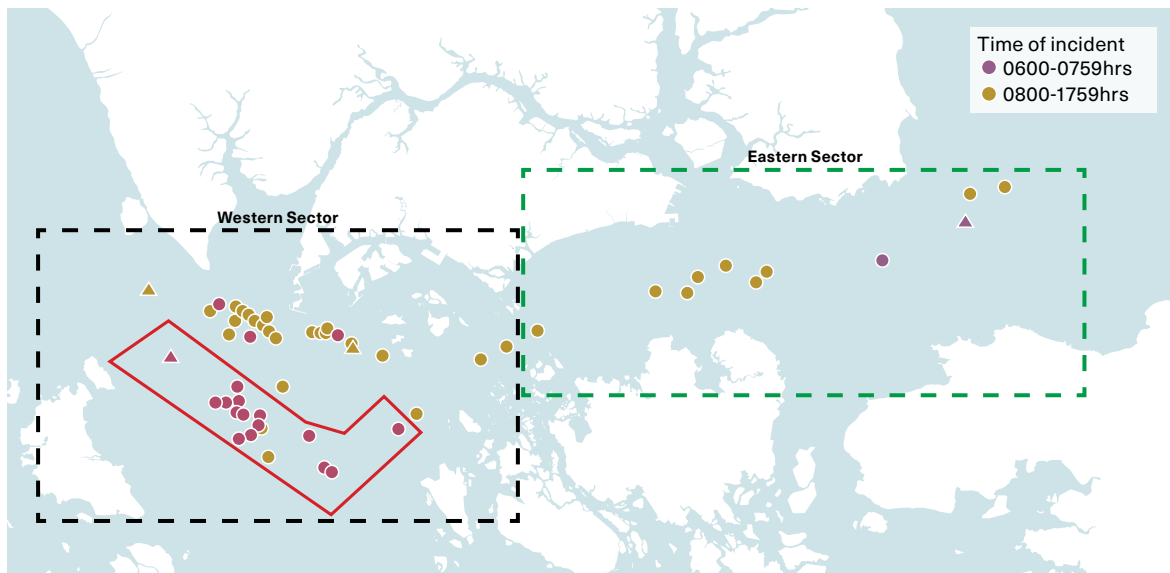 Time of incident
0600-0759hrs
0800-1759hrs
Eastern Sector
Western Sector